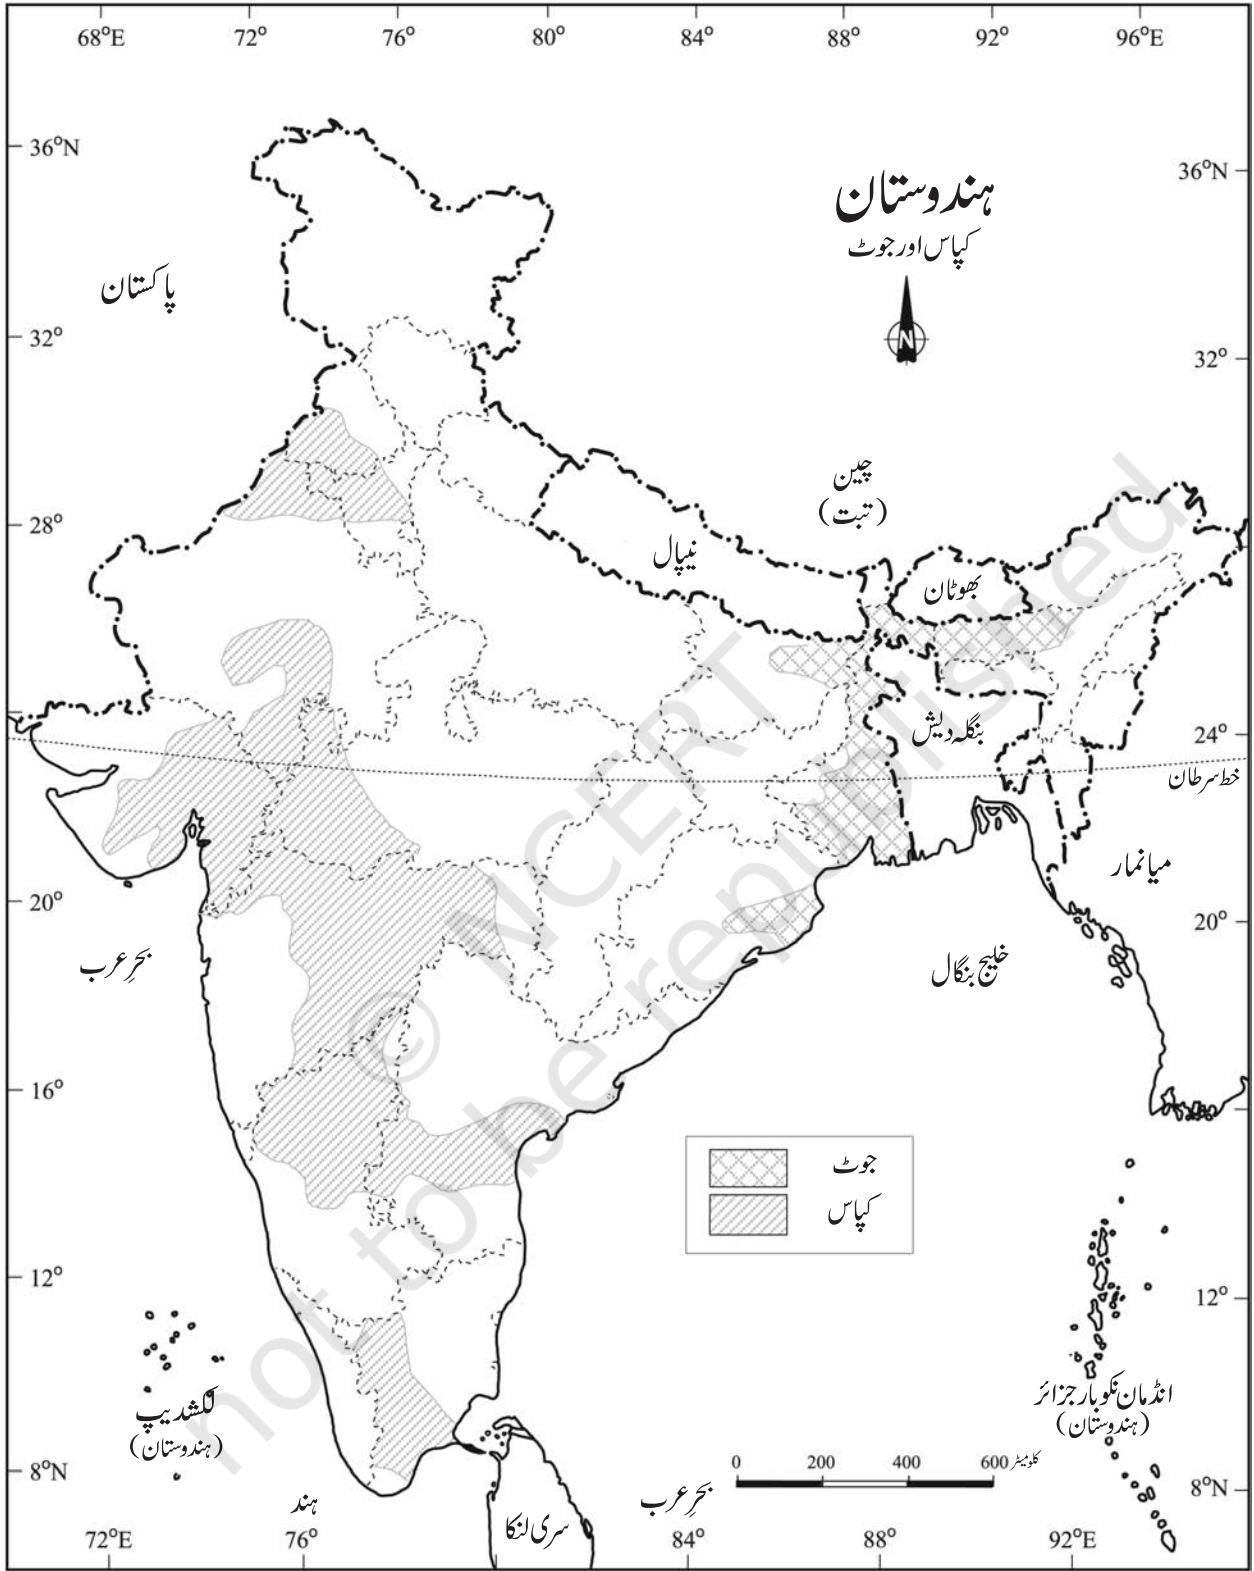 68°E 72° 76° 80° 84° 88° 92° 96°E
36°N
36°N
ہندوستان
کپاس اور جوٹ
N
پاکستان
32°
32°
چین
(تبت)
28°
نیپال
بھوٹان
بنگلہ دیش
24°
خط سرطان
میانمار
20°
20°
بحرِ عرب
خلیج بنگال
16°
جوٹ
کپاس
12°
12°
لکشدیپ
(ہندوستان)
انڈمان نکوبار جزائر
(ہندوستان)
0 200 400 600 کلومیٹر
8°N
8°N
ہند
سری لنکا
بحرِ عرب
72°E 76° 84° 88° 92°E
© NCERT
not to be republished